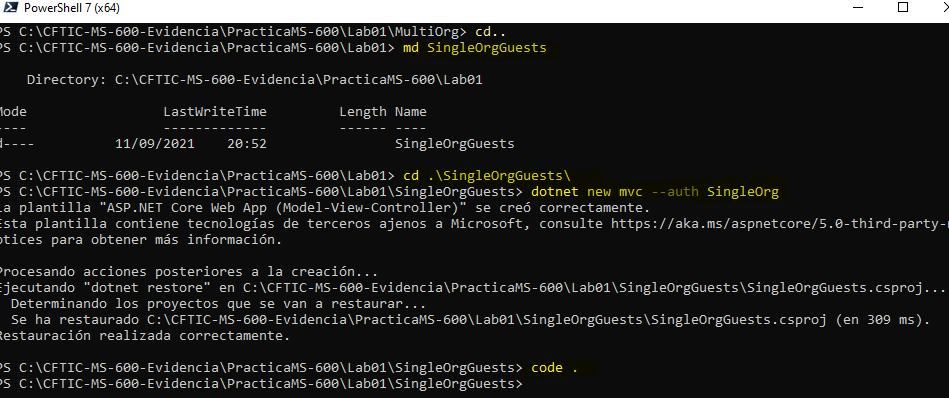 PowerShell 7 (x64)
PS C:\CFTIC-MS-600-Evidencia\PracticaMS-600\Lab01\MultiOrg> cd..
PS C:\CFTIC-MS-600-Evidencia\PracticaMS-600\Lab01> md SingleOrgGuests
Directory: C:\CFTIC-MS-600-Evidencia\PracticaMS-600\Lab01
Mode LastWriteTime Length Name
---- ------------- ------ ----
d---- 11/09/2021 20:52 SingleOrgGuests
PS C:\CFTIC-MS-600-Evidencia\PracticaMS-600\Lab01> cd .\SingleOrgGuests\
PS C:\CFTIC-MS-600-Evidencia\PracticaMS-600\Lab01\SingleOrgGuests> dotnet new mvc --auth SingleOrg
La plantilla "ASP.NET Core Web App (Model-View-Controller)" se creó correctamente.
Esta plantilla contiene tecnologías de terceros ajenos a Microsoft, consulte https://aka.ms/aspnetcore/5.0-third-party-n
otices para obtener más información.
Procesando acciones posteriores a la creación...
Ejecutando "dotnet restore" en C:\CFTIC-MS-600-Evidencia\PracticaMS-600\Lab01\SingleOrgGuests\SingleOrgGuests.csproj...
Determinando los proyectos que se van a restaurar...
Se ha restaurado C:\CFTIC-MS-600-Evidencia\PracticaMS-600\Lab01\SingleOrgGuests\SingleOrgGuests.csproj (en 309 ms).
Restauración realizada correctamente.
PS C:\CFTIC-MS-600-Evidencia\PracticaMS-600\Lab01\SingleOrgGuests> code .
PS C:\CFTIC-MS-600-Evidencia\PracticaMS-600\Lab01\SingleOrgGuests>